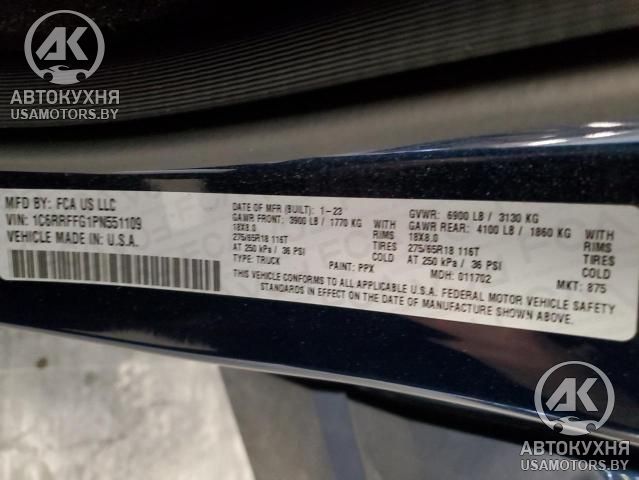 АК
АВТОКУХНЯ
USAMOTORS.BY
MFD BY: FCA US LLC
VIN: 1C6RRFFG1PN551109
VEHICLE MADE IN: U.S.A.
DATE OF MFR (BUILT): 1-23
GAWR FRONT: 3900 LB / 1770 KG WITH
18X8.0 RIMS
275/65R18 116T TIRES
AT 250 kPa / 36 PSI COLD
TYPE: TRUCK PAINT: PPX
GVWR: 6900 LB / 3130 KG
GAWR REAR: 4100 LB / 1860 KG WITH
18X8.0 RIMS
275/65R18 116T TIRES
AT 250 kPa / 36 PSI COLD
MDH: 011702 MKT: 875
THIS VEHICLE CONFORMS TO ALL APPLICABLE U.S.A. FEDERAL MOTOR VEHICLE SAFETY
STANDARDS IN EFFECT ON THE DATE OF MANUFACTURE SHOWN ABOVE.
АК
АВТОКУХНЯ
USAMOTORS.BY